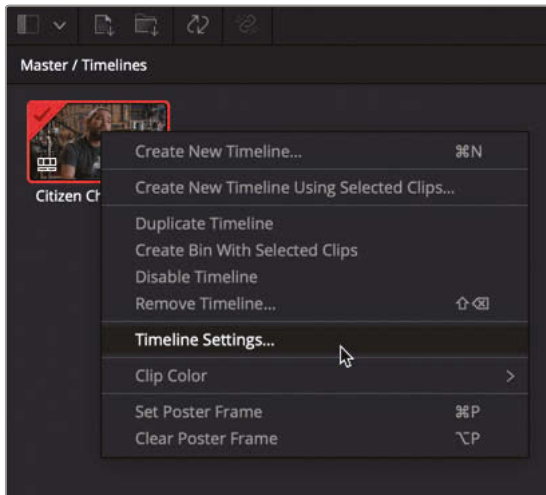 Master / Timelines
Citizen Ch
Create New Timeline... ⌘N
Create New Timeline Using Selected Clips...
Duplicate Timeline
Create Bin With Selected Clips
Disable Timeline
Remove Timeline... ⇧⌫
Timeline Settings...
Clip Color >
Set Poster Frame ⌘P
Clear Poster Frame ⌥P